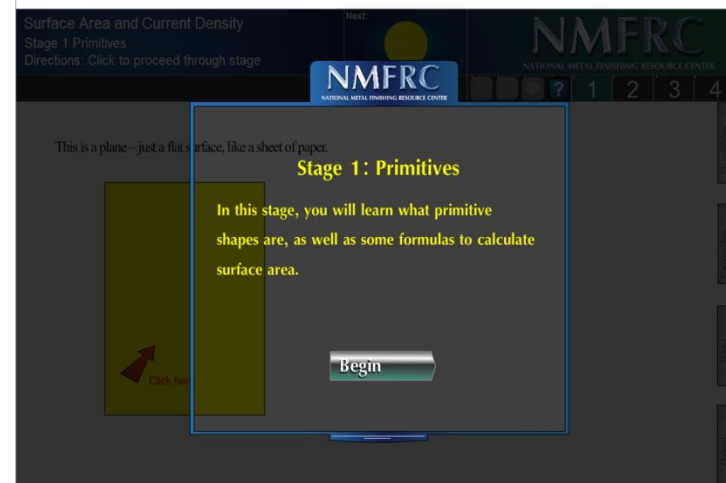 Surface Area and Current Density
Stage 1 Primitives
Directions: Click to proceed through stage
Next:
NMFRC
NATIONAL METAL FINISHING RESOURCE CENTER
NMFRC
NATIONAL METAL FINISHING RESOURCE CENTER
? 1 2 3 4
This is a plane – just a flat surface, like a sheet of paper.
Stage 1: Primitives
In this stage, you will learn what primitive
shapes are, as well as some formulas to calculate
surface area.
Begin
Click here